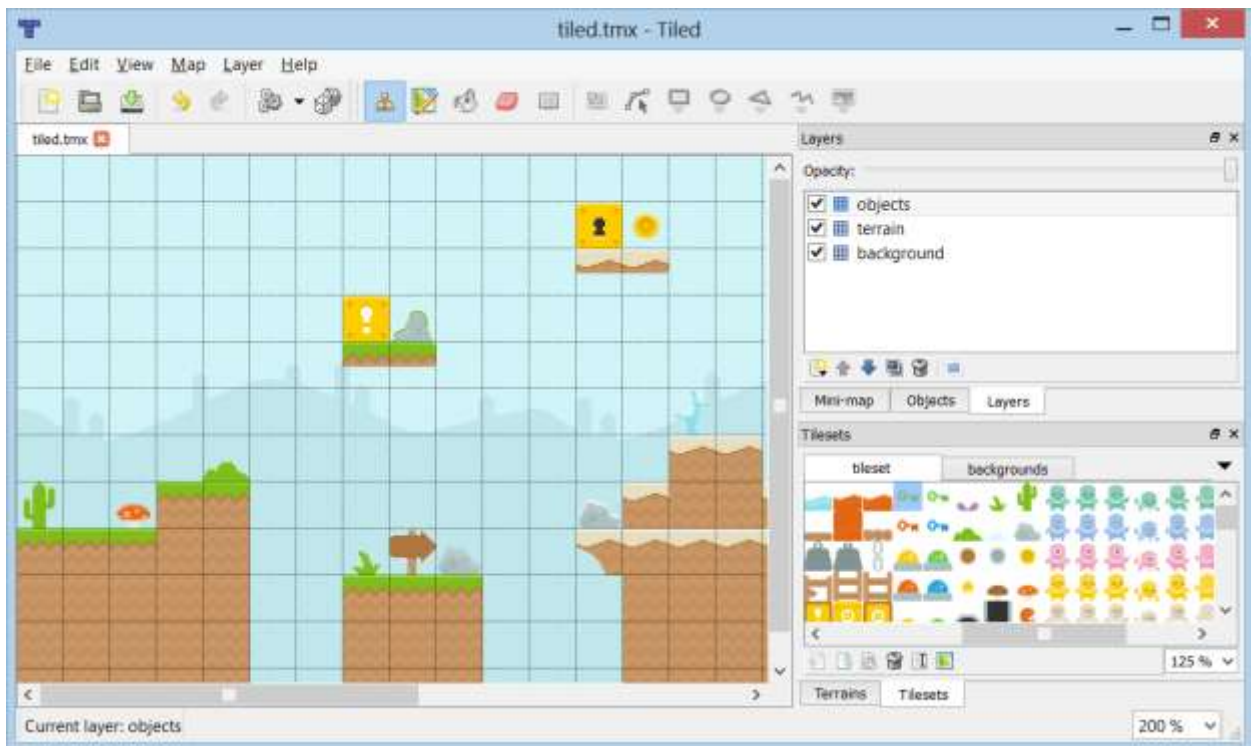 tiled.tmx - Tiled
File Edit View Map Layer Help
tiled.tmx
Layers
Opacity:
objects
terrain
background
Mini-map Objects Layers
Tilesets
tileset backgrounds
125 %
Terrains Tilesets
Current layer: objects
200 %